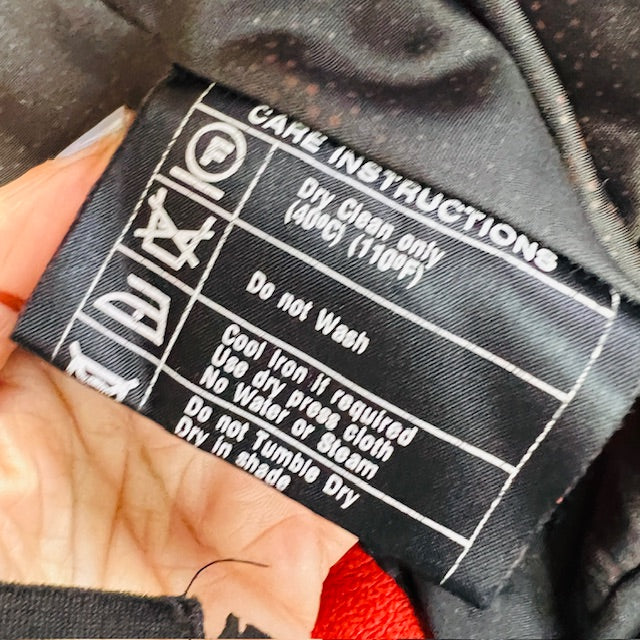 CARE INSTRUCTIONS
F
Dry Clean only
(40ºC) (110ºF)
Do not Wash
Cool Iron if required
Use dry press cloth
No Water or Steam
Do not Tumble Dry
Dry in shade